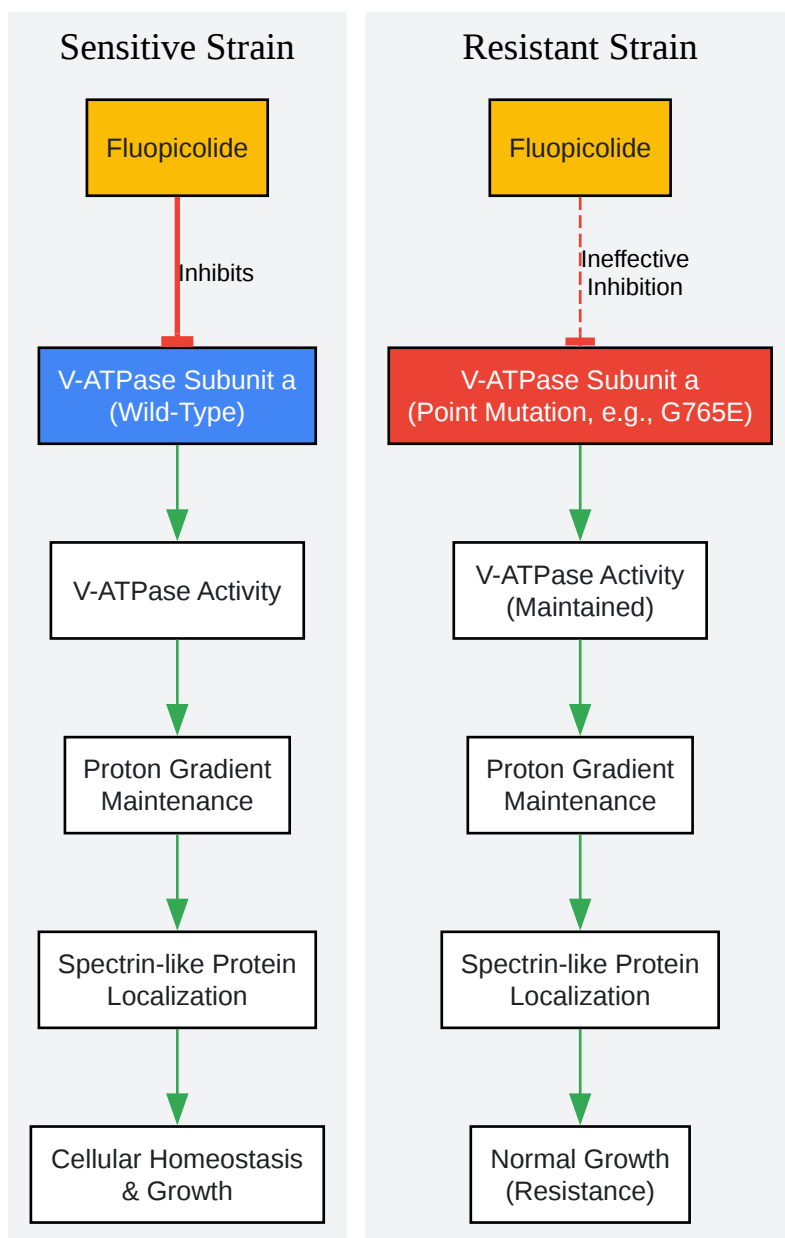 Sensitive Strain
Fluopicolide
Inhibits
V-ATPase Subunit a
(Wild-Type)
V-ATPase Activity
Proton Gradient
Maintenance
Spectrin-like Protein
Localization
Cellular Homeostasis
& Growth
Resistant Strain
Fluopicolide
Ineffective
Inhibition
V-ATPase Subunit a
(Point Mutation, e.g., G765E)
V-ATPase Activity
(Maintained)
Proton Gradient
Maintenance
Spectrin-like Protein
Localization
Normal Growth
(Resistance)